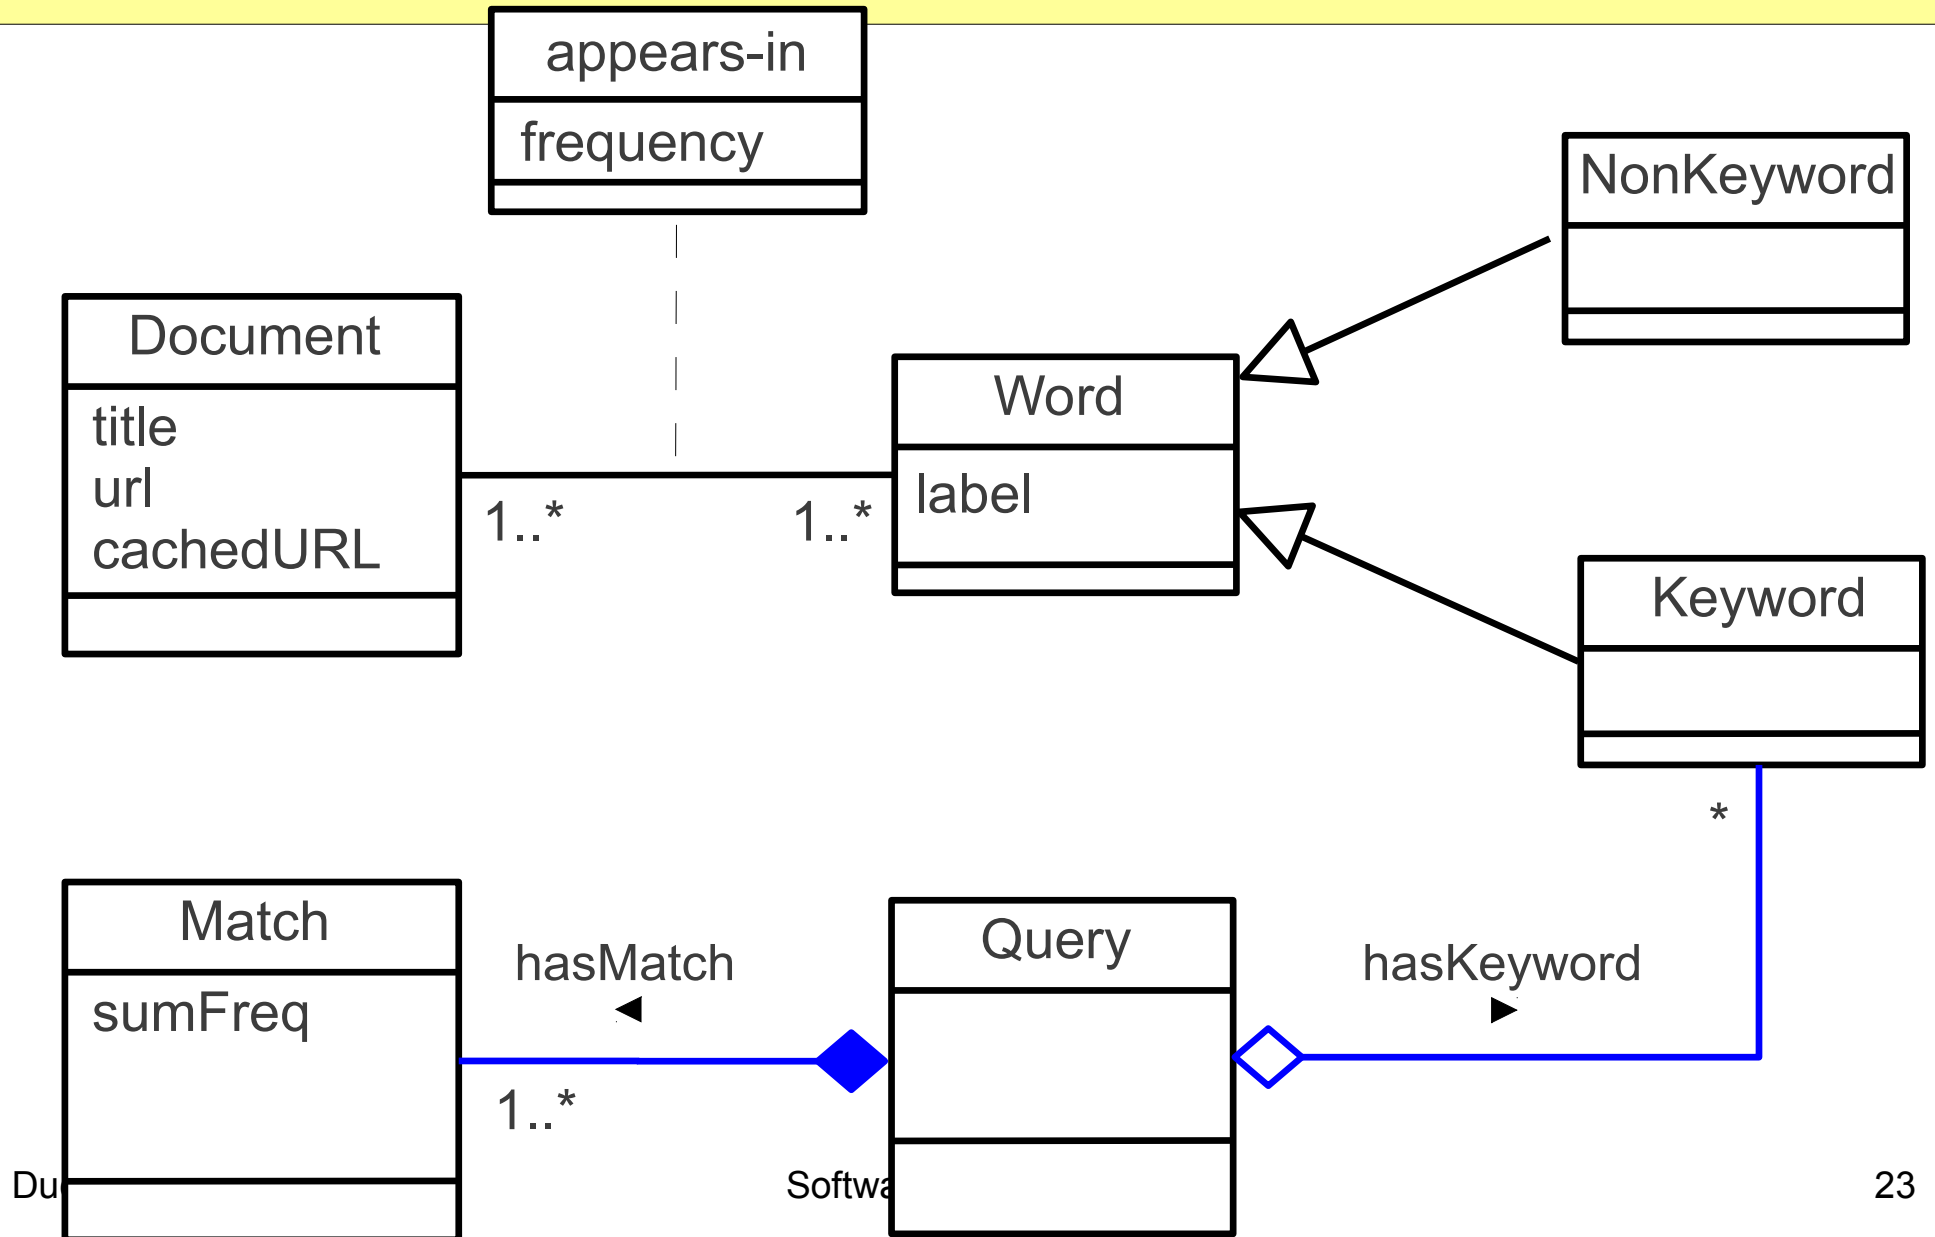 appears-in
frequency
NonKeyword
Document
title
url
cachedURL
1..*
1..*
Word
label
Keyword
*
Match
sumFreq
hasMatch
1..*
Query
hasKeyword
23